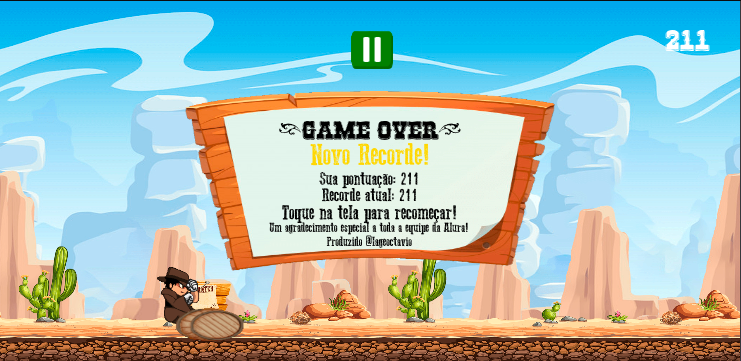 211
GAME OVER
Novo Recorde!
Sua pontuação: 211
Recorde atual: 211
Toque na tela para recomeçar!
Um agradecimento especial a toda a equipe da Alura!
Produzido @lageoctavio